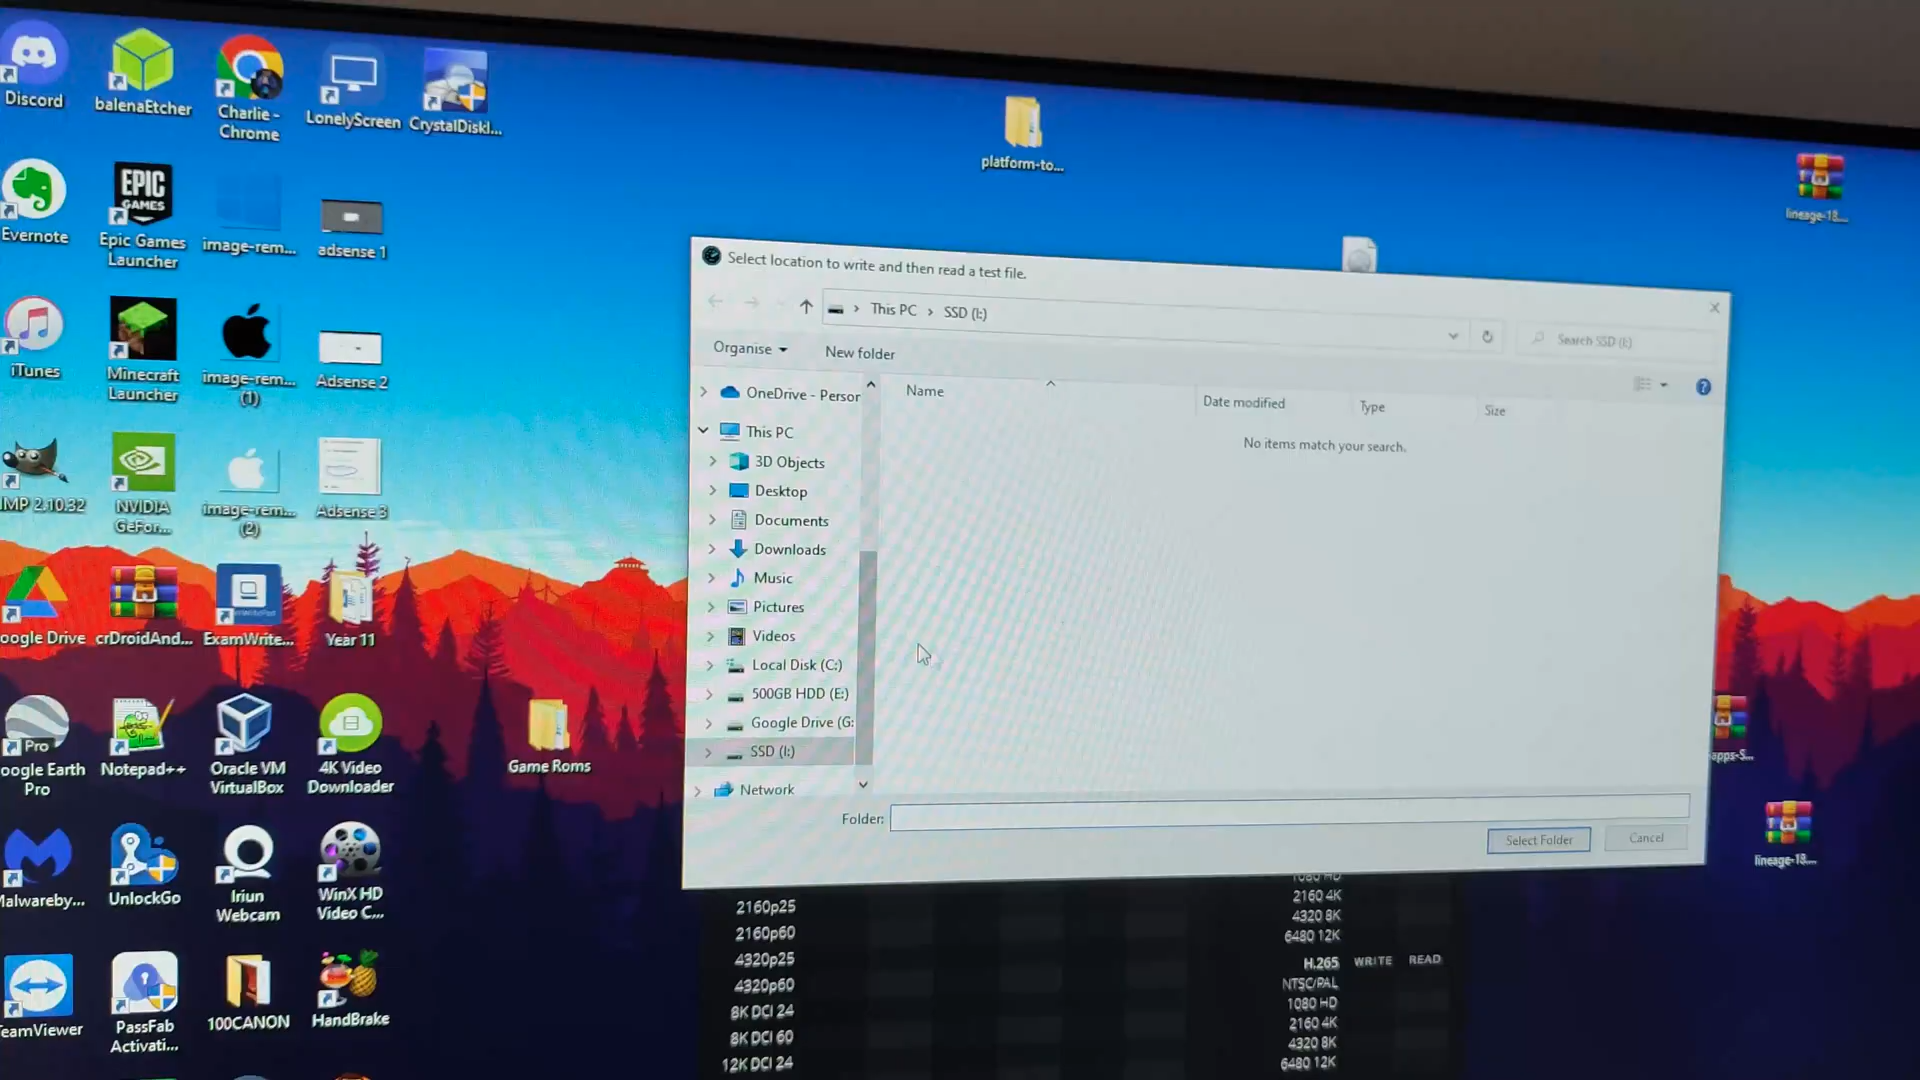 Discord
balenaEtcher
Charlie -
Chrome
LonelyScreen
CrystalDiskI...
platform-to...
lineage-18....
Evernote
EPIC
GAMES
Epic Games
Launcher
image-rem...
adsense 1
iTunes
Minecraft
Launcher
image-rem...
(1)
Adsense 2
IMP 2.10.32
NVIDIA
GeFor...
image-rem...
(2)
Adsense 3
oogle Drive
crDroidAnd...
ExamWrite...
Year 11
Pro
oogle Earth
Pro
Notepad++
Oracle VM
VirtualBox
4K Video
Downloader
Game Roms
Malwareby...
UnlockGo
Iriun
Webcam
WinX HD
Video C...
eamViewer
PassFab
Activati...
100CANON
HandBrake
apps-S...
lineage-18....
Select location to write and then read a test file.
This PC › SSD (I:)
Search SSD (I:)
Organise
New folder
Name
Date modified
Type
Size
No items match your search.
OneDrive - Person
This PC
3D Objects
Desktop
Documents
Downloads
Music
Pictures
Videos
Local Disk (C:)
500GB HDD (E:)
Google Drive (G:
SSD (I:)
Network
Folder:
Select Folder
Cancel
2160p25
2160p60
4320p25
4320p60
8K DCI 24
8K DCI 60
12K DCI 24
1080 HD
2160 4K
4320 8K
6480 12K
H.265 WRITE READ
NTSC/PAL
1080 HD
2160 4K
4320 8K
6480 12K